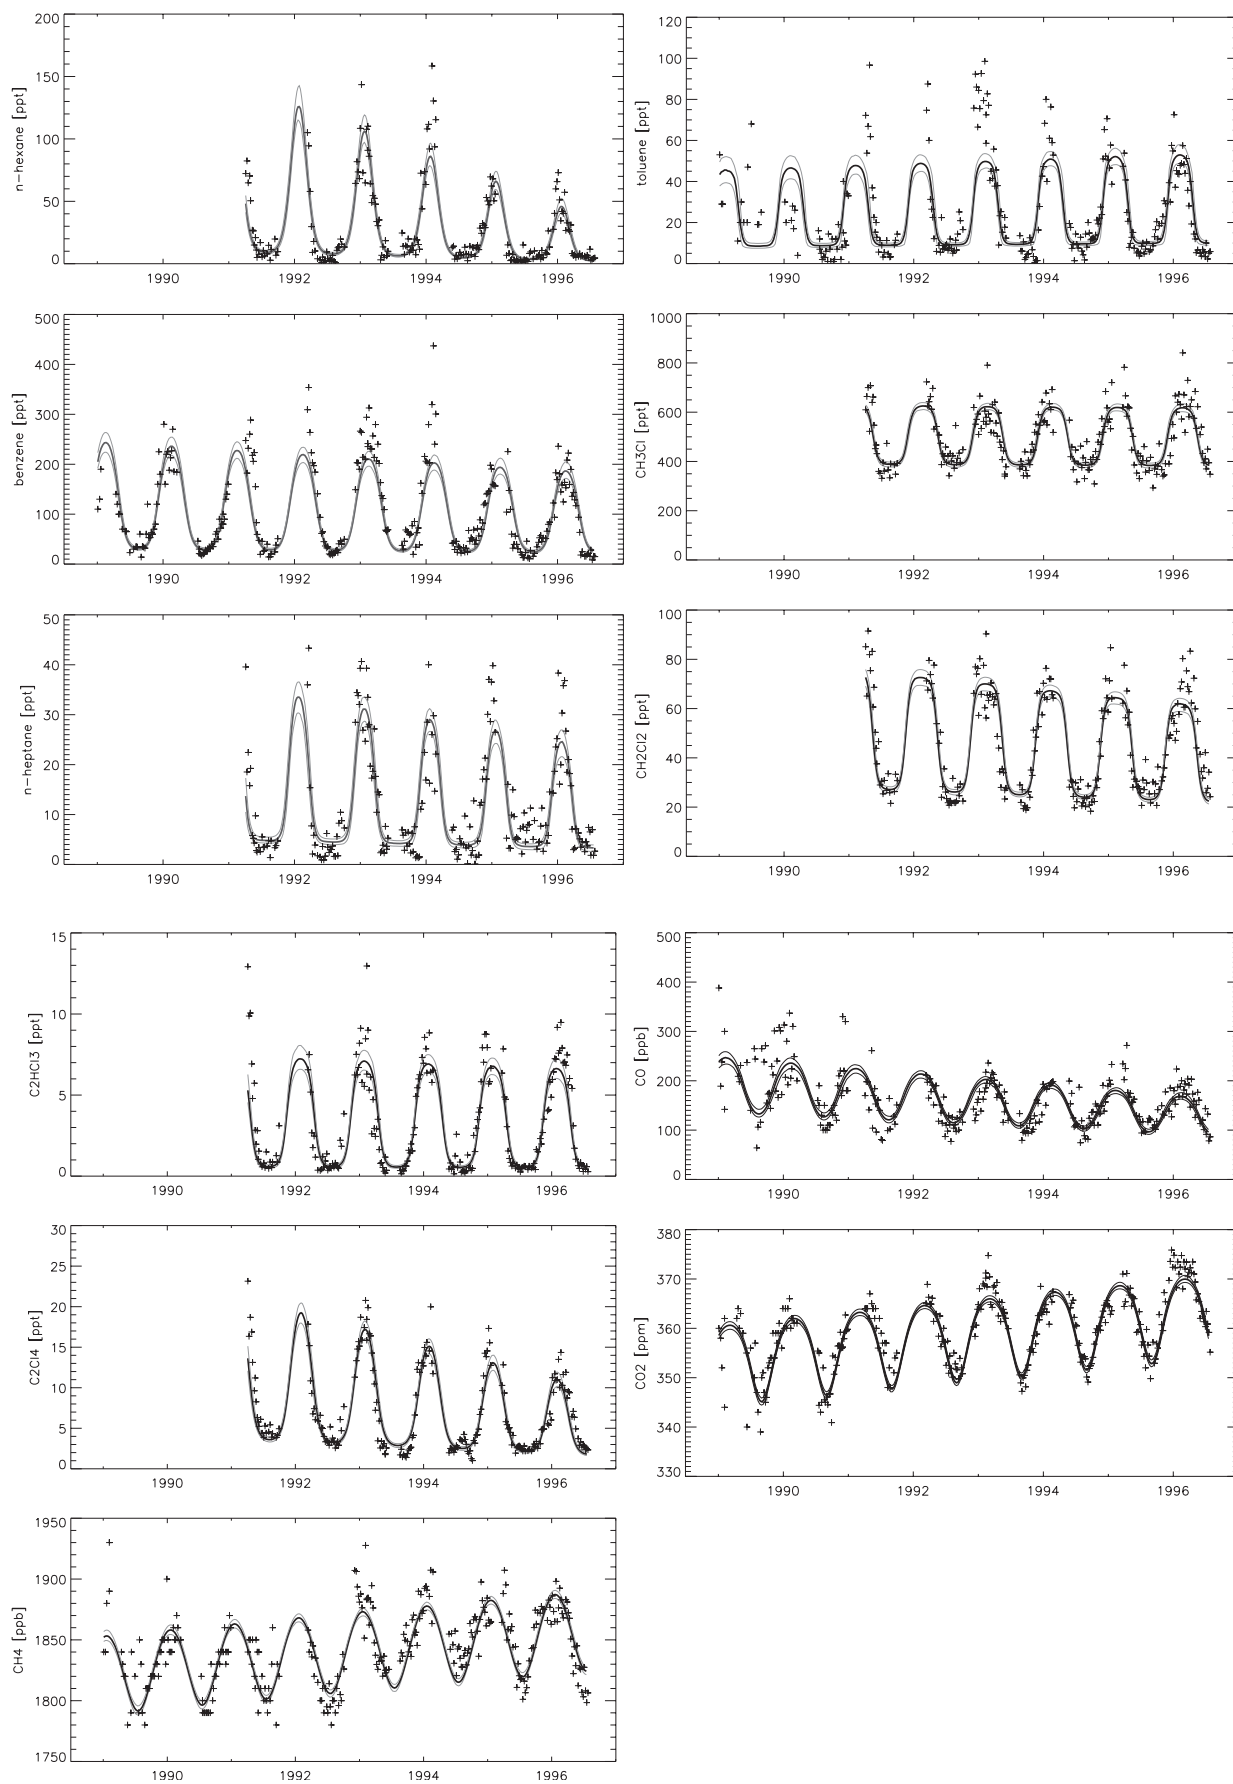 200
150
100
50
0
n-hexane [ppt]
1990 1992 1994 1996
120
100
80
60
40
20
0
toluene [ppt]
1990 1992 1994 1996
500
400
300
200
100
0
benzene [ppt]
1990 1992 1994 1996
1000
800
600
400
200
0
CH3Cl [ppt]
1990 1992 1994 1996
50
40
30
20
10
0
n-heptane [ppt]
1990 1992 1994 1996
100
80
60
40
20
0
CH2Cl2 [ppt]
1990 1992 1994 1996
15
10
5
0
C2HCl3 [ppt]
1990 1992 1994 1996
500
400
300
200
100
0
CO [ppb]
1990 1992 1994 1996
30
25
20
15
10
5
0
C2Cl4 [ppt]
1990 1992 1994 1996
380
370
360
350
340
330
CO2 [ppm]
1990 1992 1994 1996
1950
1900
1850
1800
1750
CH4 [ppb]
1990 1992 1994 1996